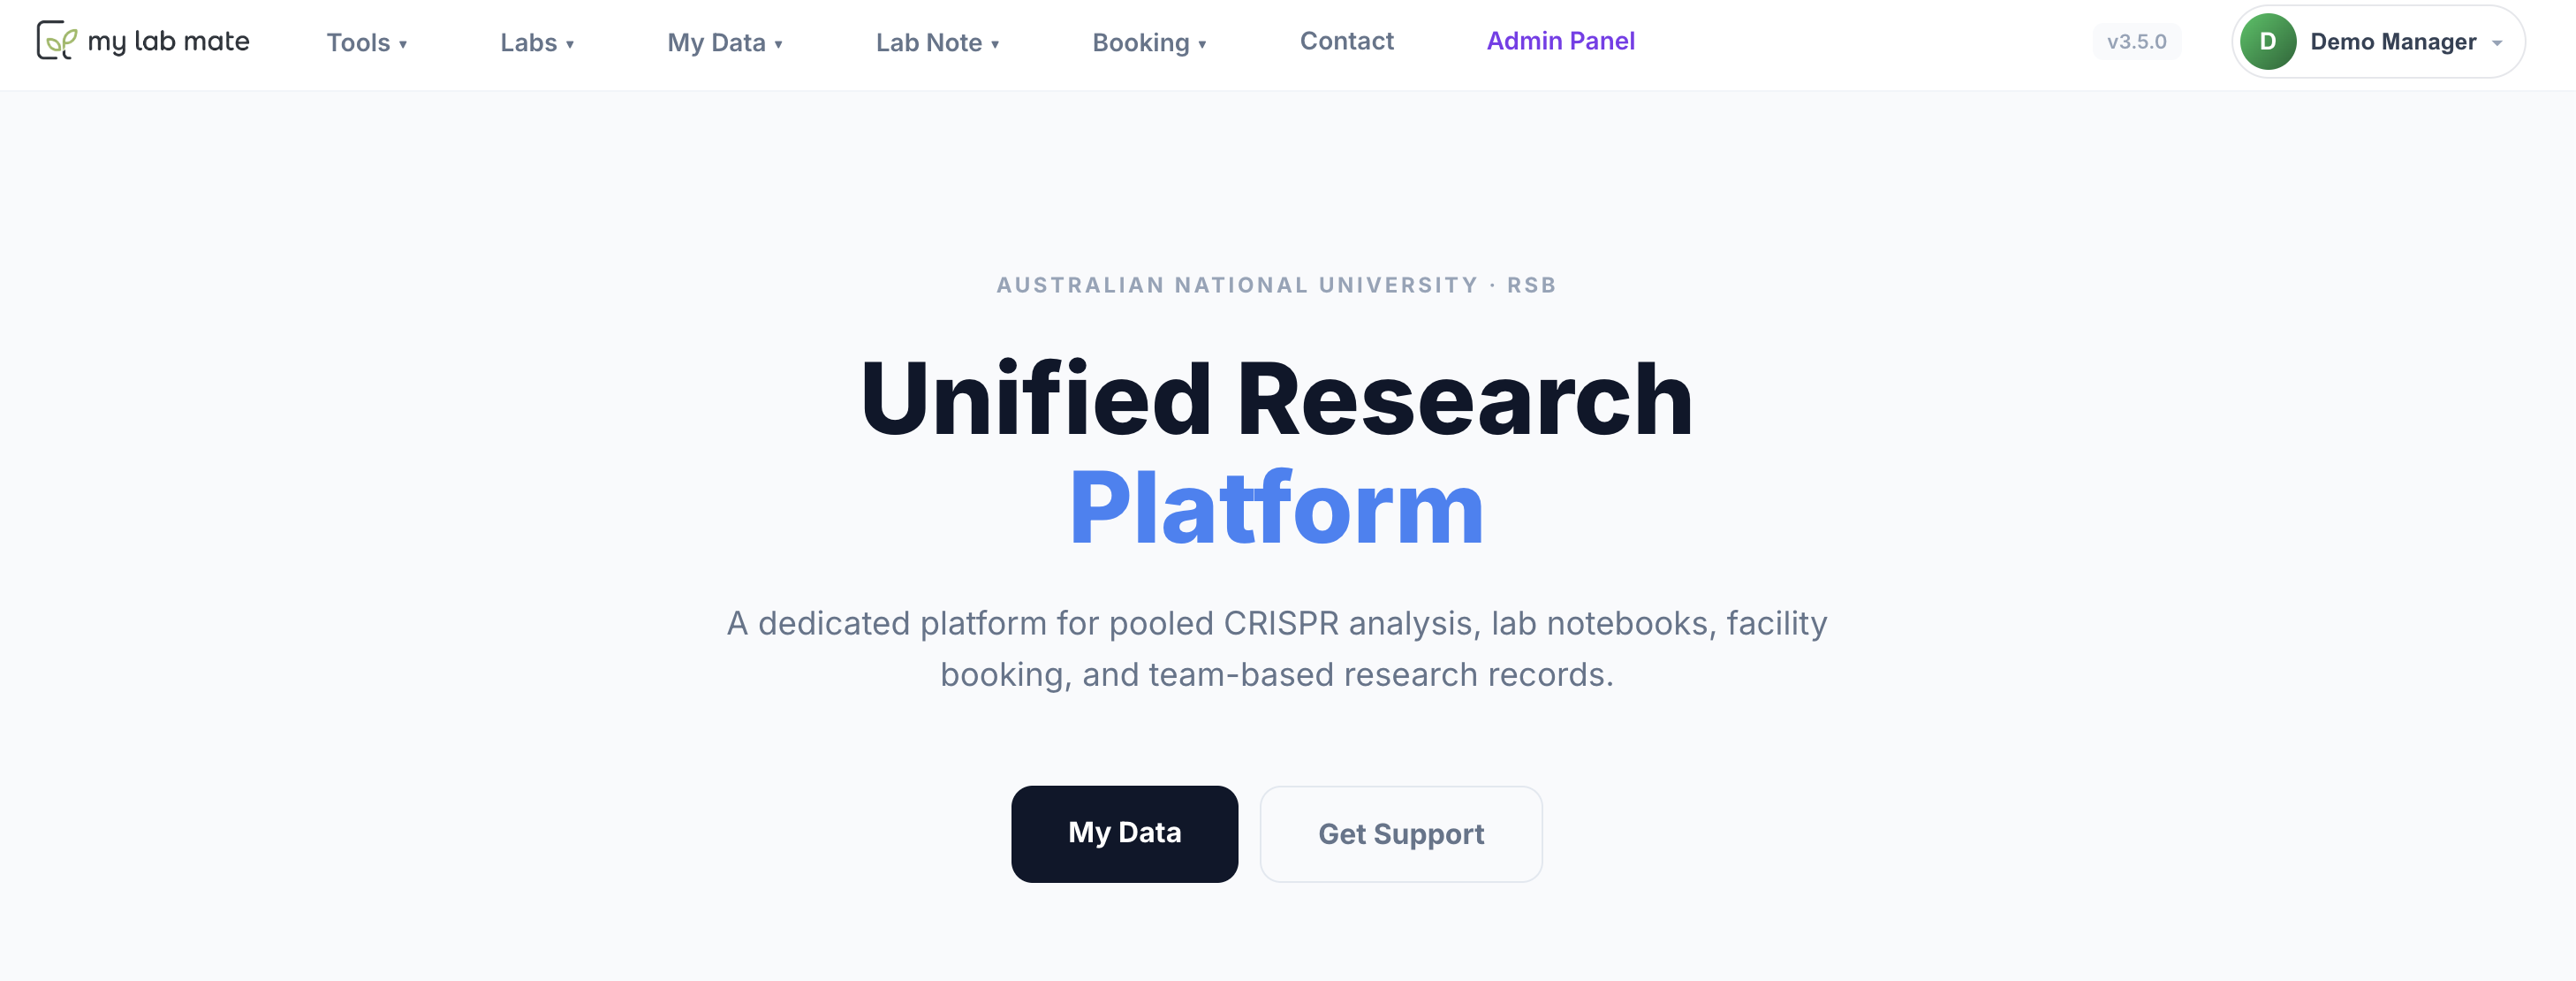 my lab mate
Tools ▾
Labs ▾
My Data ▾
Lab Note ▾
Booking ▾
Contact
Admin Panel
v3.5.0
D
Demo Manager
AUSTRALIAN NATIONAL UNIVERSITY · RSB
Unified Research
Platform
A dedicated platform for pooled CRISPR analysis, lab notebooks, facility
booking, and team-based research records.
My Data
Get Support